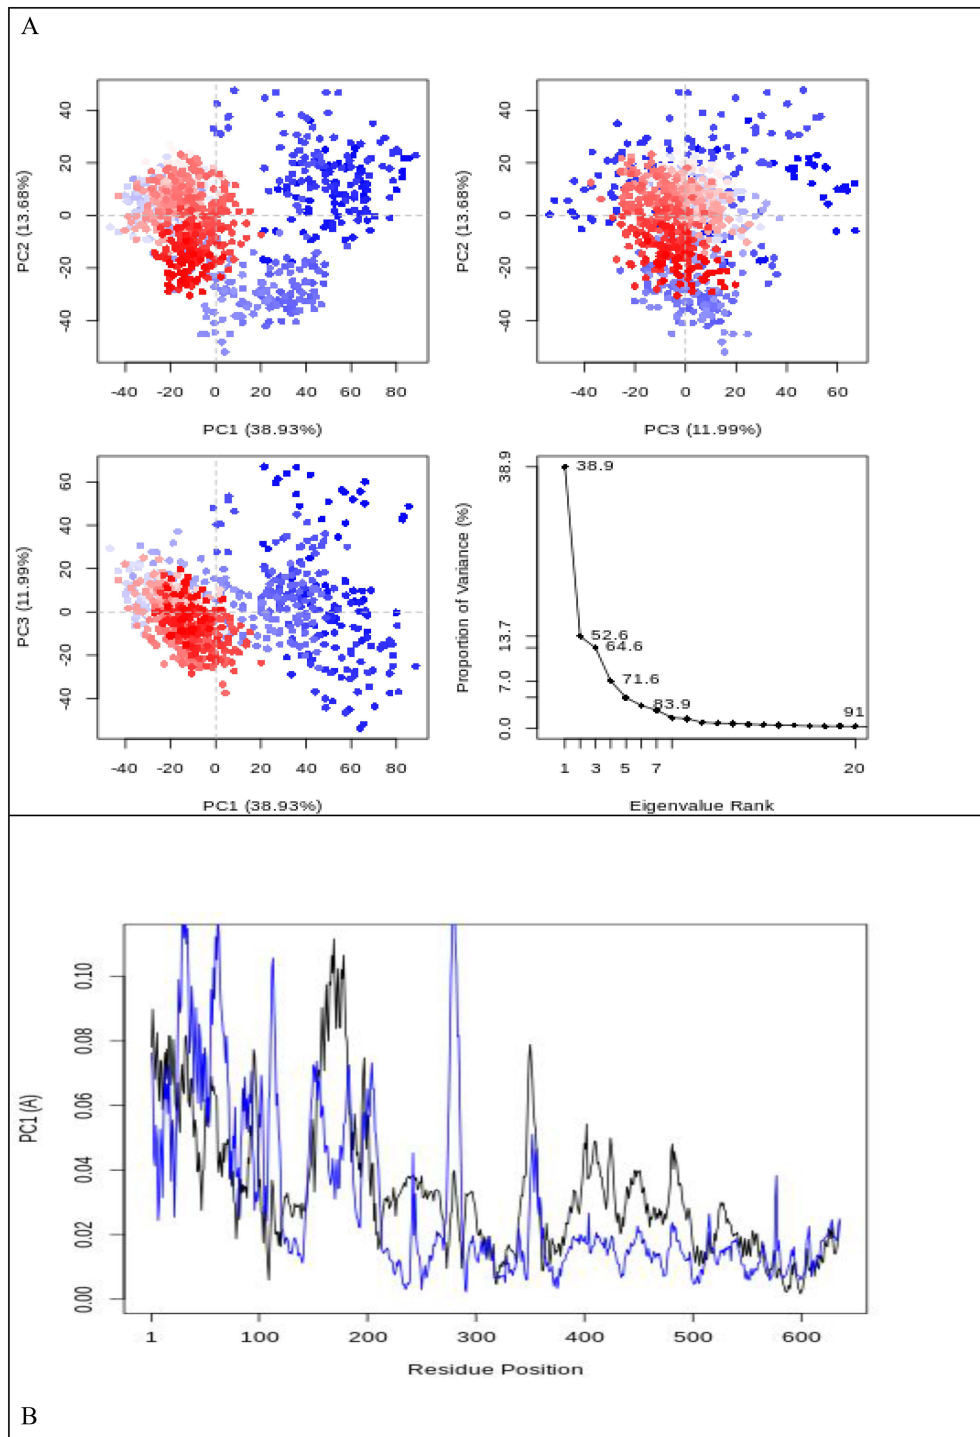 A
PC2 (13.68%)
40
20
0
-20
-40
-40 -20 0 20 40 60 80
PC1 (38.93%)
PC2 (13.68%)
40
20
0
-20
-40
-40 -20 0 20 40 60
PC3 (11.99%)
PC3 (11.99%)
60
40
20
0
-20
-40
-40 -20 0 20 40 60 80
PC1 (38.93%)
Proportion of Variance (%)
38.9
13.7
7.0
0.0
38.9
52.6
64.6
71.6
83.9
91
1 3 5 7 20
Eigenvalue Rank
PC1 (A)
0.10
0.08
0.06
0.04
0.02
0.00
1 100 200 300 400 500 600
Residue Position
B